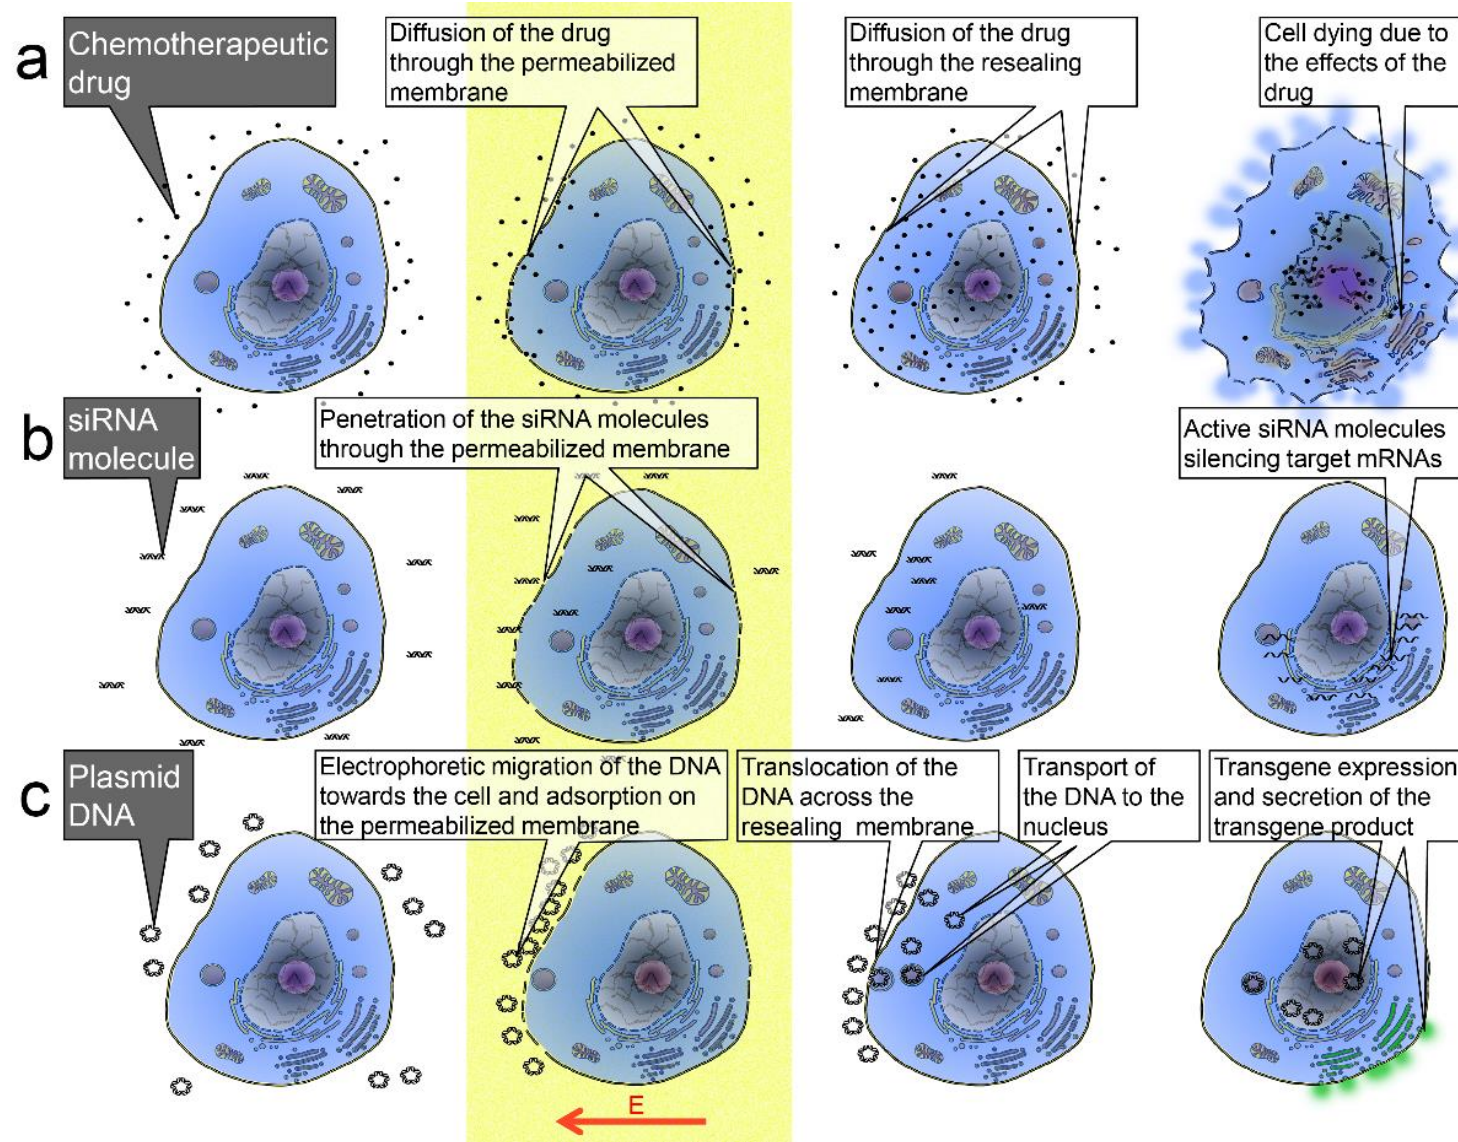 a
Chemotherapeutic
drug
Diffusion of the drug
through the permeabilized
membrane
Diffusion of the drug
through the resealing
membrane
Cell dying due to
the effects of the
drug
b
siRNA
molecule
Penetration of the siRNA molecules
through the permeabilized membrane
Active siRNA molecules
silencing target mRNAs
c
Plasmid
DNA
Electrophoretic migration of the DNA
towards the cell and adsorption on
the permeabilized membrane
Translocation of the
DNA across the
resealing membrane
Transport of
the DNA to the
nucleus
Transgene expression
and secretion of the
transgene product
E